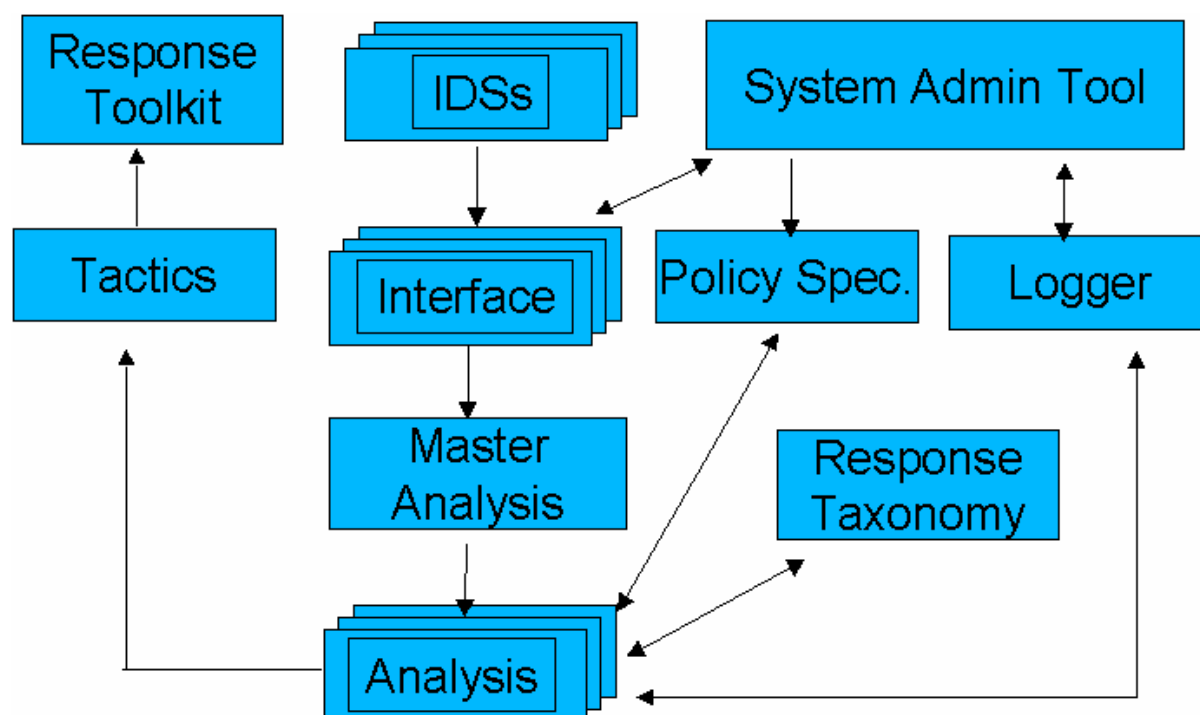 Response
Toolkit
IDSs
System Admin Tool
Tactics
Interface
Policy Spec.
Logger
Master
Analysis
Response
Taxonomy
Analysis